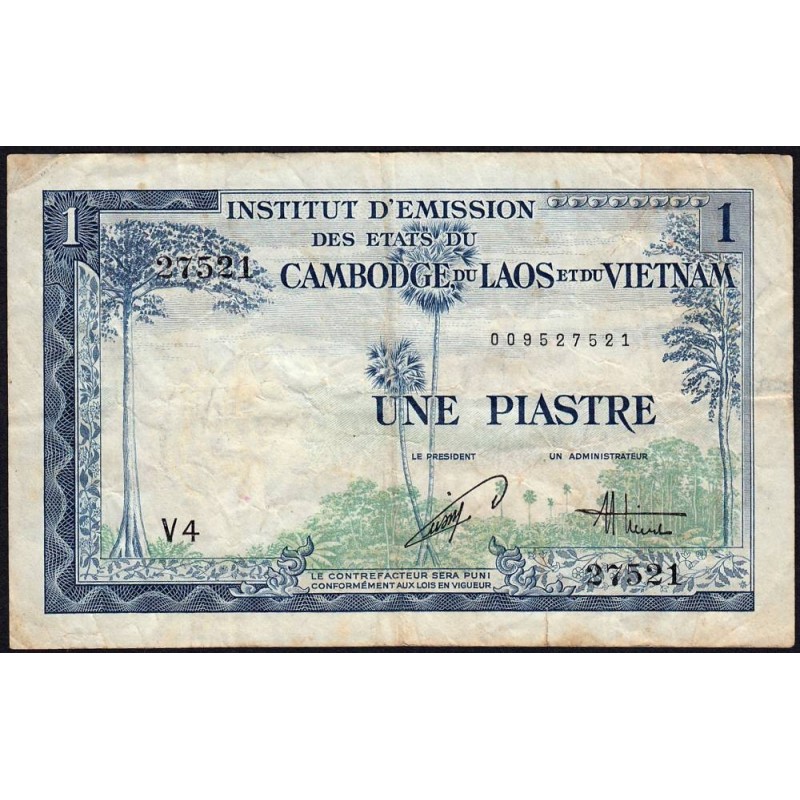 1 INSTITUT D'EMISSION 1
DES ETATS DU
27521 CAMBODGE, DU LAOS ET DU VIETNAM
009527521
UNE PIASTRE
LE PRESIDENT UN ADMINISTRATEUR
V4
27521
LE CONTREFACTEUR SERA PUNI
CONFORMÉMENT AUX LOIS EN VIGUEUR